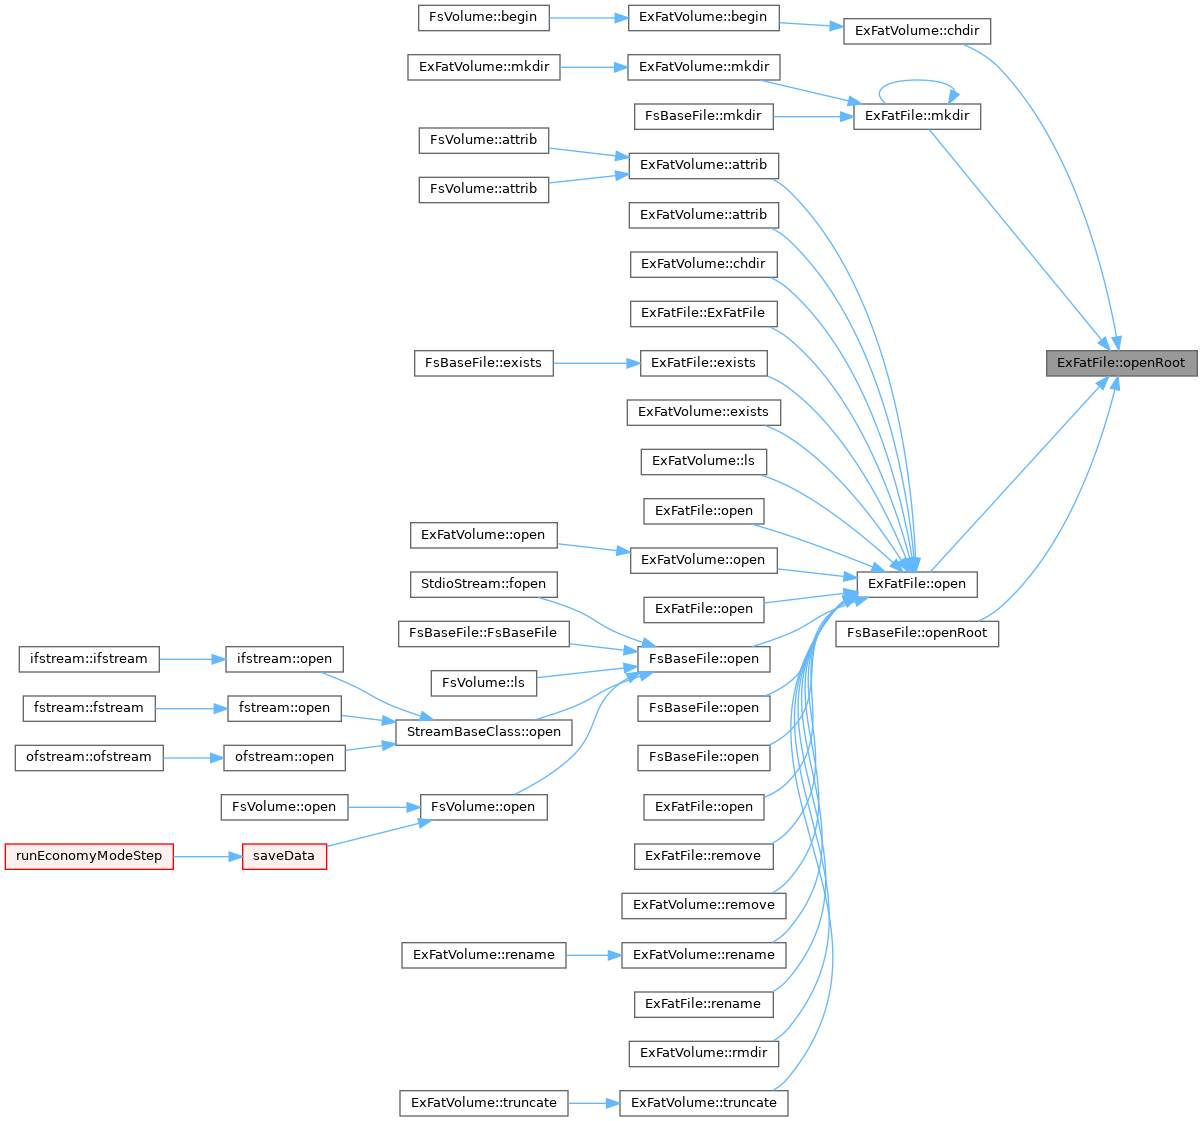 FsVolume::begin
ExFatVolume::begin
ExFatVolume::chdir
ExFatVolume::mkdir
ExFatVolume::mkdir
FsBaseFile::mkdir
ExFatFile::mkdir
FsVolume::attrib
ExFatVolume::attrib
FsVolume::attrib
ExFatVolume::attrib
ExFatVolume::chdir
ExFatFile::ExFatFile
FsBaseFile::exists
ExFatFile::exists
ExFatFile::openRoot
ExFatVolume::exists
ExFatVolume::ls
ExFatFile::open
ExFatVolume::open
ExFatVolume::open
StdioStream::fopen
ExFatFile::open
ExFatFile::open
FsBaseFile::FsBaseFile
FsBaseFile::openRoot
ifstream::ifstream
ifstream::open
FsBaseFile::open
FsVolume::ls
fstream::fstream
fstream::open
FsBaseFile::open
StreamBaseClass::open
ofstream::ofstream
ofstream::open
FsBaseFile::open
FsVolume::open
FsVolume::open
ExFatFile::open
runEconomyModeStep
saveData
ExFatFile::remove
ExFatVolume::remove
ExFatVolume::rename
ExFatVolume::rename
ExFatFile::rename
ExFatVolume::rmdir
ExFatVolume::truncate
ExFatVolume::truncate